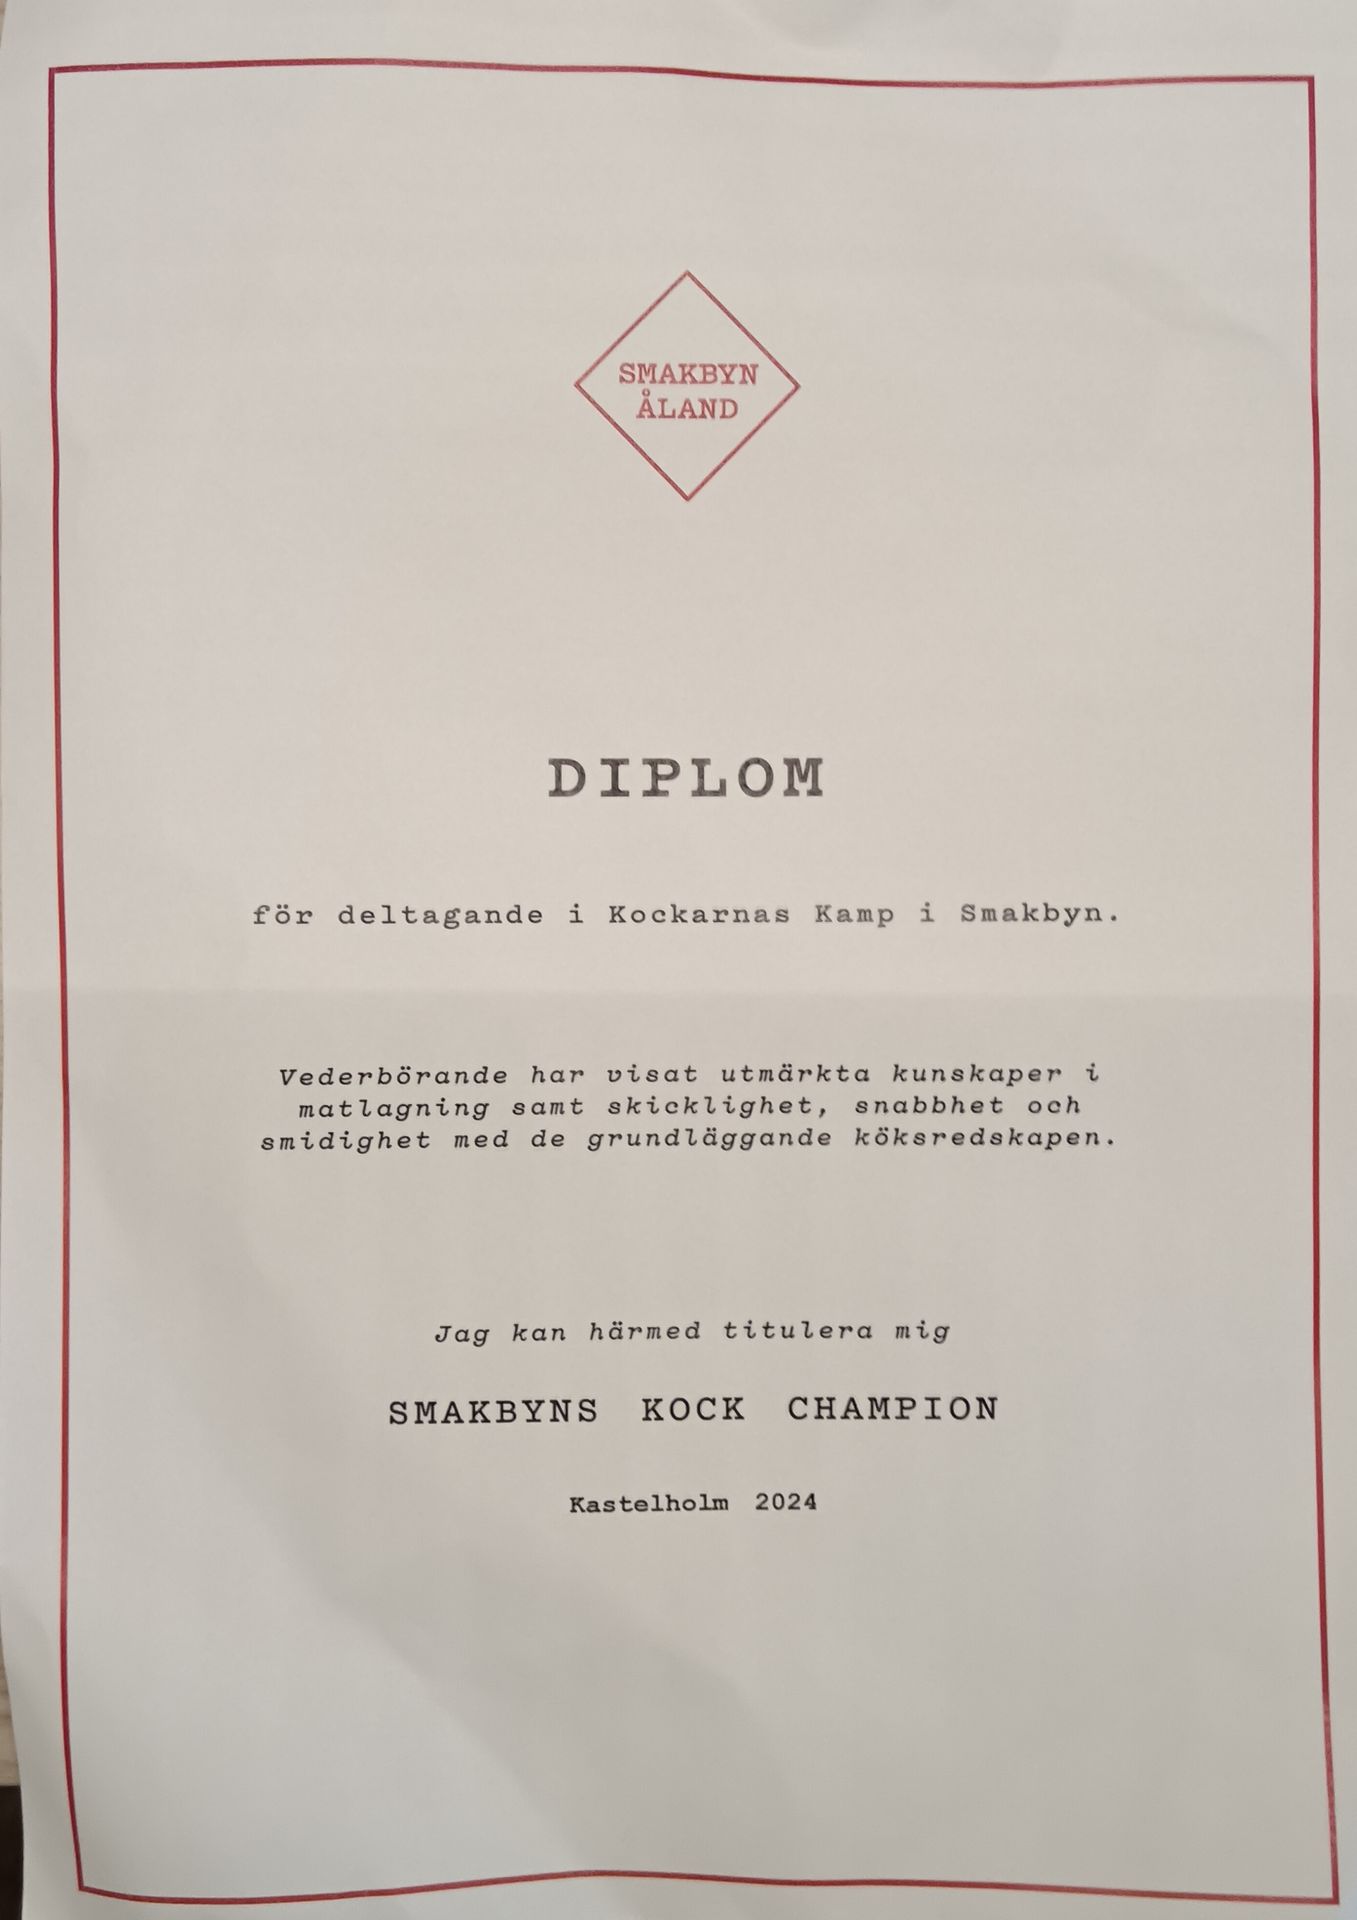 SMAKBYN
ÅLAND
DIPLOM
för deltagande i Kockarnas Kamp i Smakbyn.
Vederbörande har visat utmärkta kunskaper i
matlagning samt skicklighet, snabbhet och
smidighet med de grundläggande köksredskapen.
Jag kan härmed titulera mig
SMAKBYNS KOCK CHAMPION
Kastelholm 2024